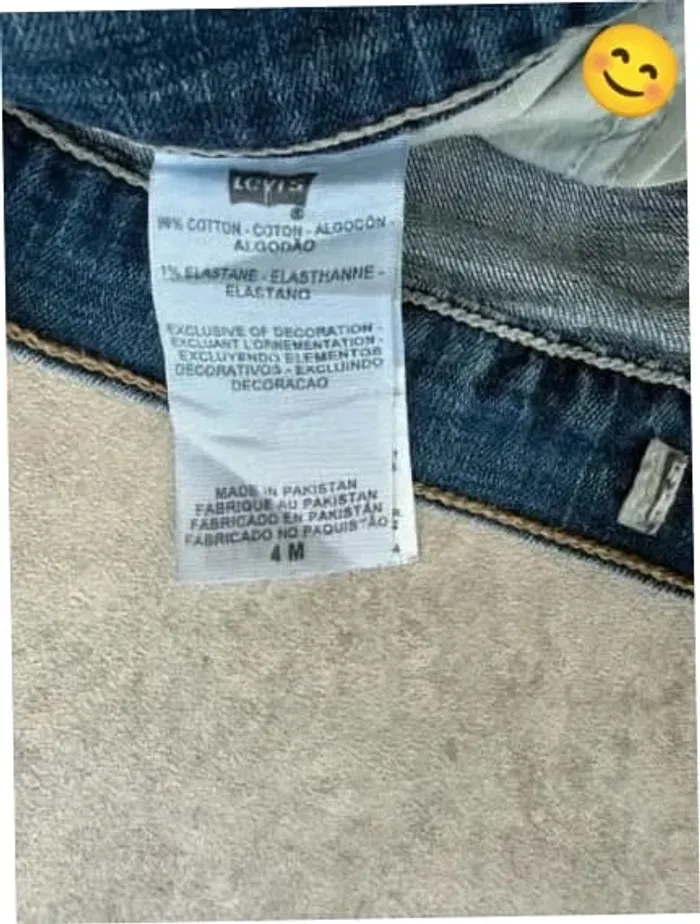 Levi's
®
99% COTTON - COTON - ALGODÓN -
ALGODÃO
1% ELASTANE - ELASTHANNE -
ELASTANO
EXCLUSIVE OF DECORATION -
EXCLUANT L'ORNEMENTATION -
EXCLUYENDO ELEMENTOS
DECORATIVOS - EXCLUINDO
DECORACAO
MADE IN PAKISTAN
FABRIQUE AU PAKISTAN
FABRICADO EN PAKISTÁN
FABRICADO NO PAQUISTÃO
4 M